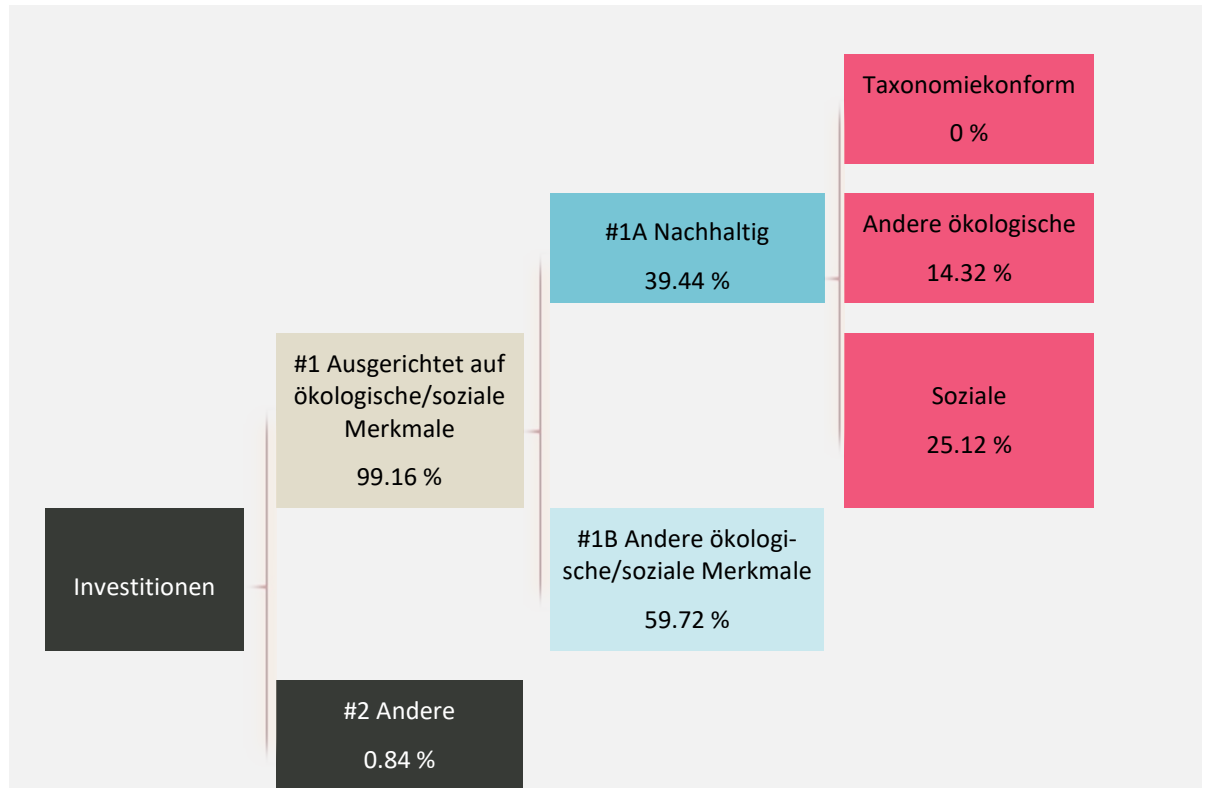 Taxonomiekonform
0 %
#1A Nachhaltig
39.44 %
Andere ökologische
14.32 %
#1 Ausgerichtet auf
ökologische/soziale
Merkmale
99.16 %
Soziale
25.12 %
Investitionen
#1B Andere ökologi-
sche/soziale Merkmale
59.72 %
#2 Andere
0.84 %